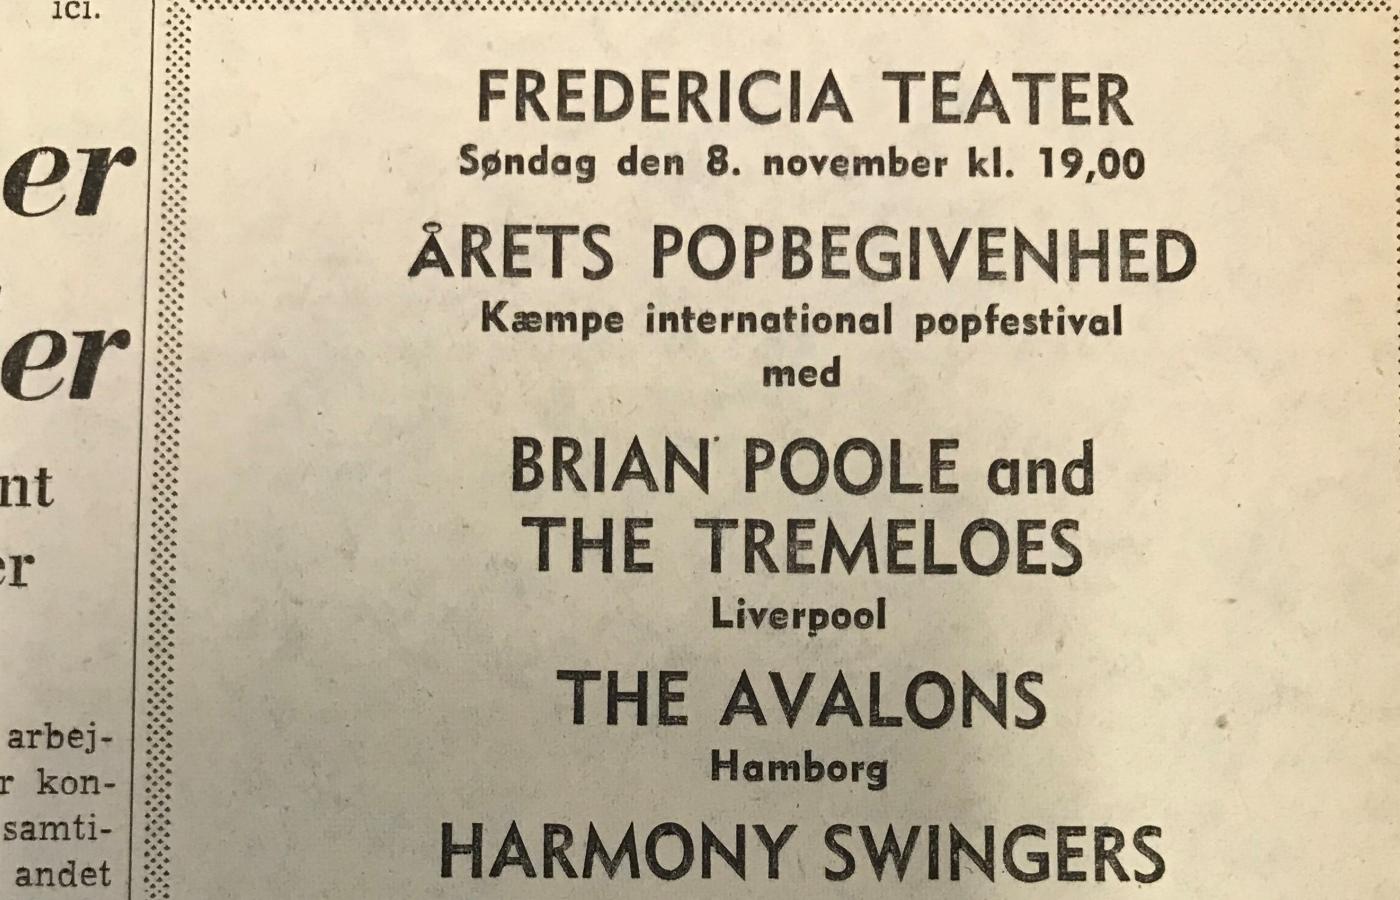 ici.
er
er
nt
er
arbej-
r kon-
samti-
andet
FREDERICIA TEATER
Søndag den 8. november kl. 19,00
ÅRETS POPBEGIVENHED
Kæmpe international popfestival
med
BRIAN POOLE and
THE TREMELOES
Liverpool
THE AVALONS
Hamborg
HARMONY SWINGERS